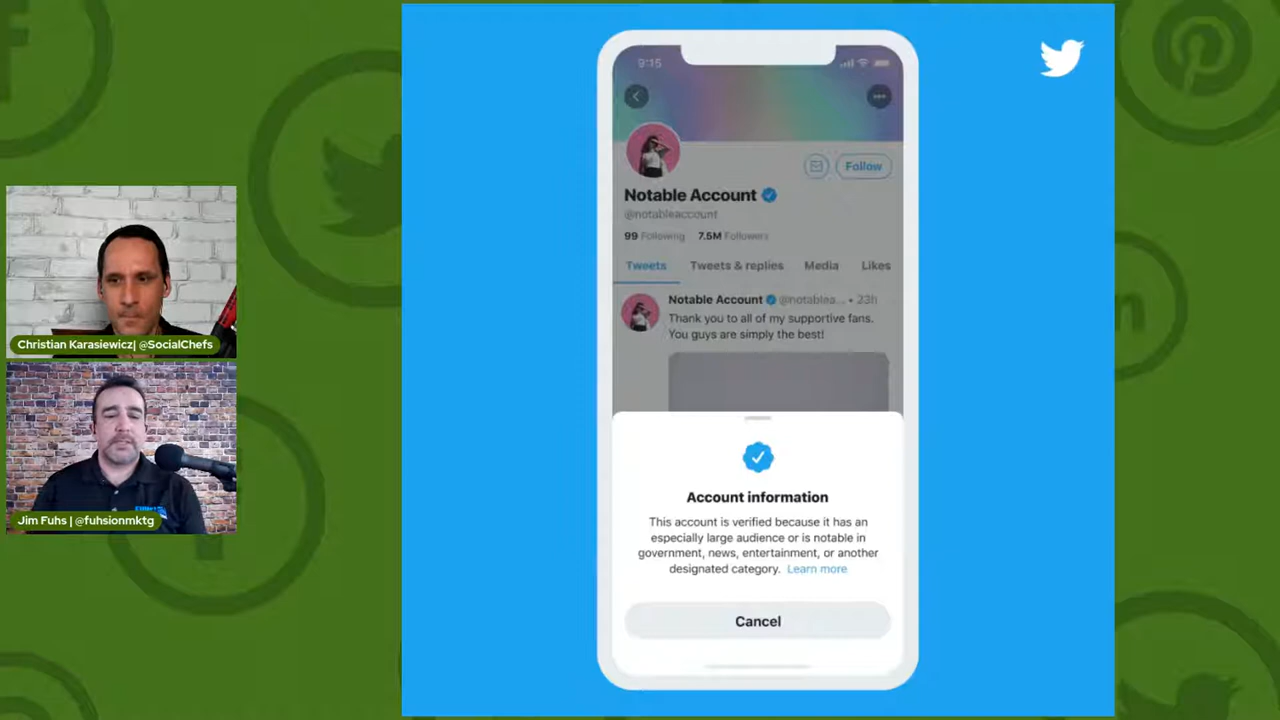 Christian Karasiewicz| @SocialChefs
Jim Fuhs | @fuhsionmktg
9:15
Follow
Notable Account
@notableaccount
99 Following 7.5M Followers
Tweets Tweets & replies Media Likes
Notable Account @notablea... • 23h
Thank you to all of my supportive fans.
You guys are simply the best!
Account information
This account is verified because it has an
especially large audience or is notable in
government, news, entertainment, or another
designated category. Learn more
Cancel